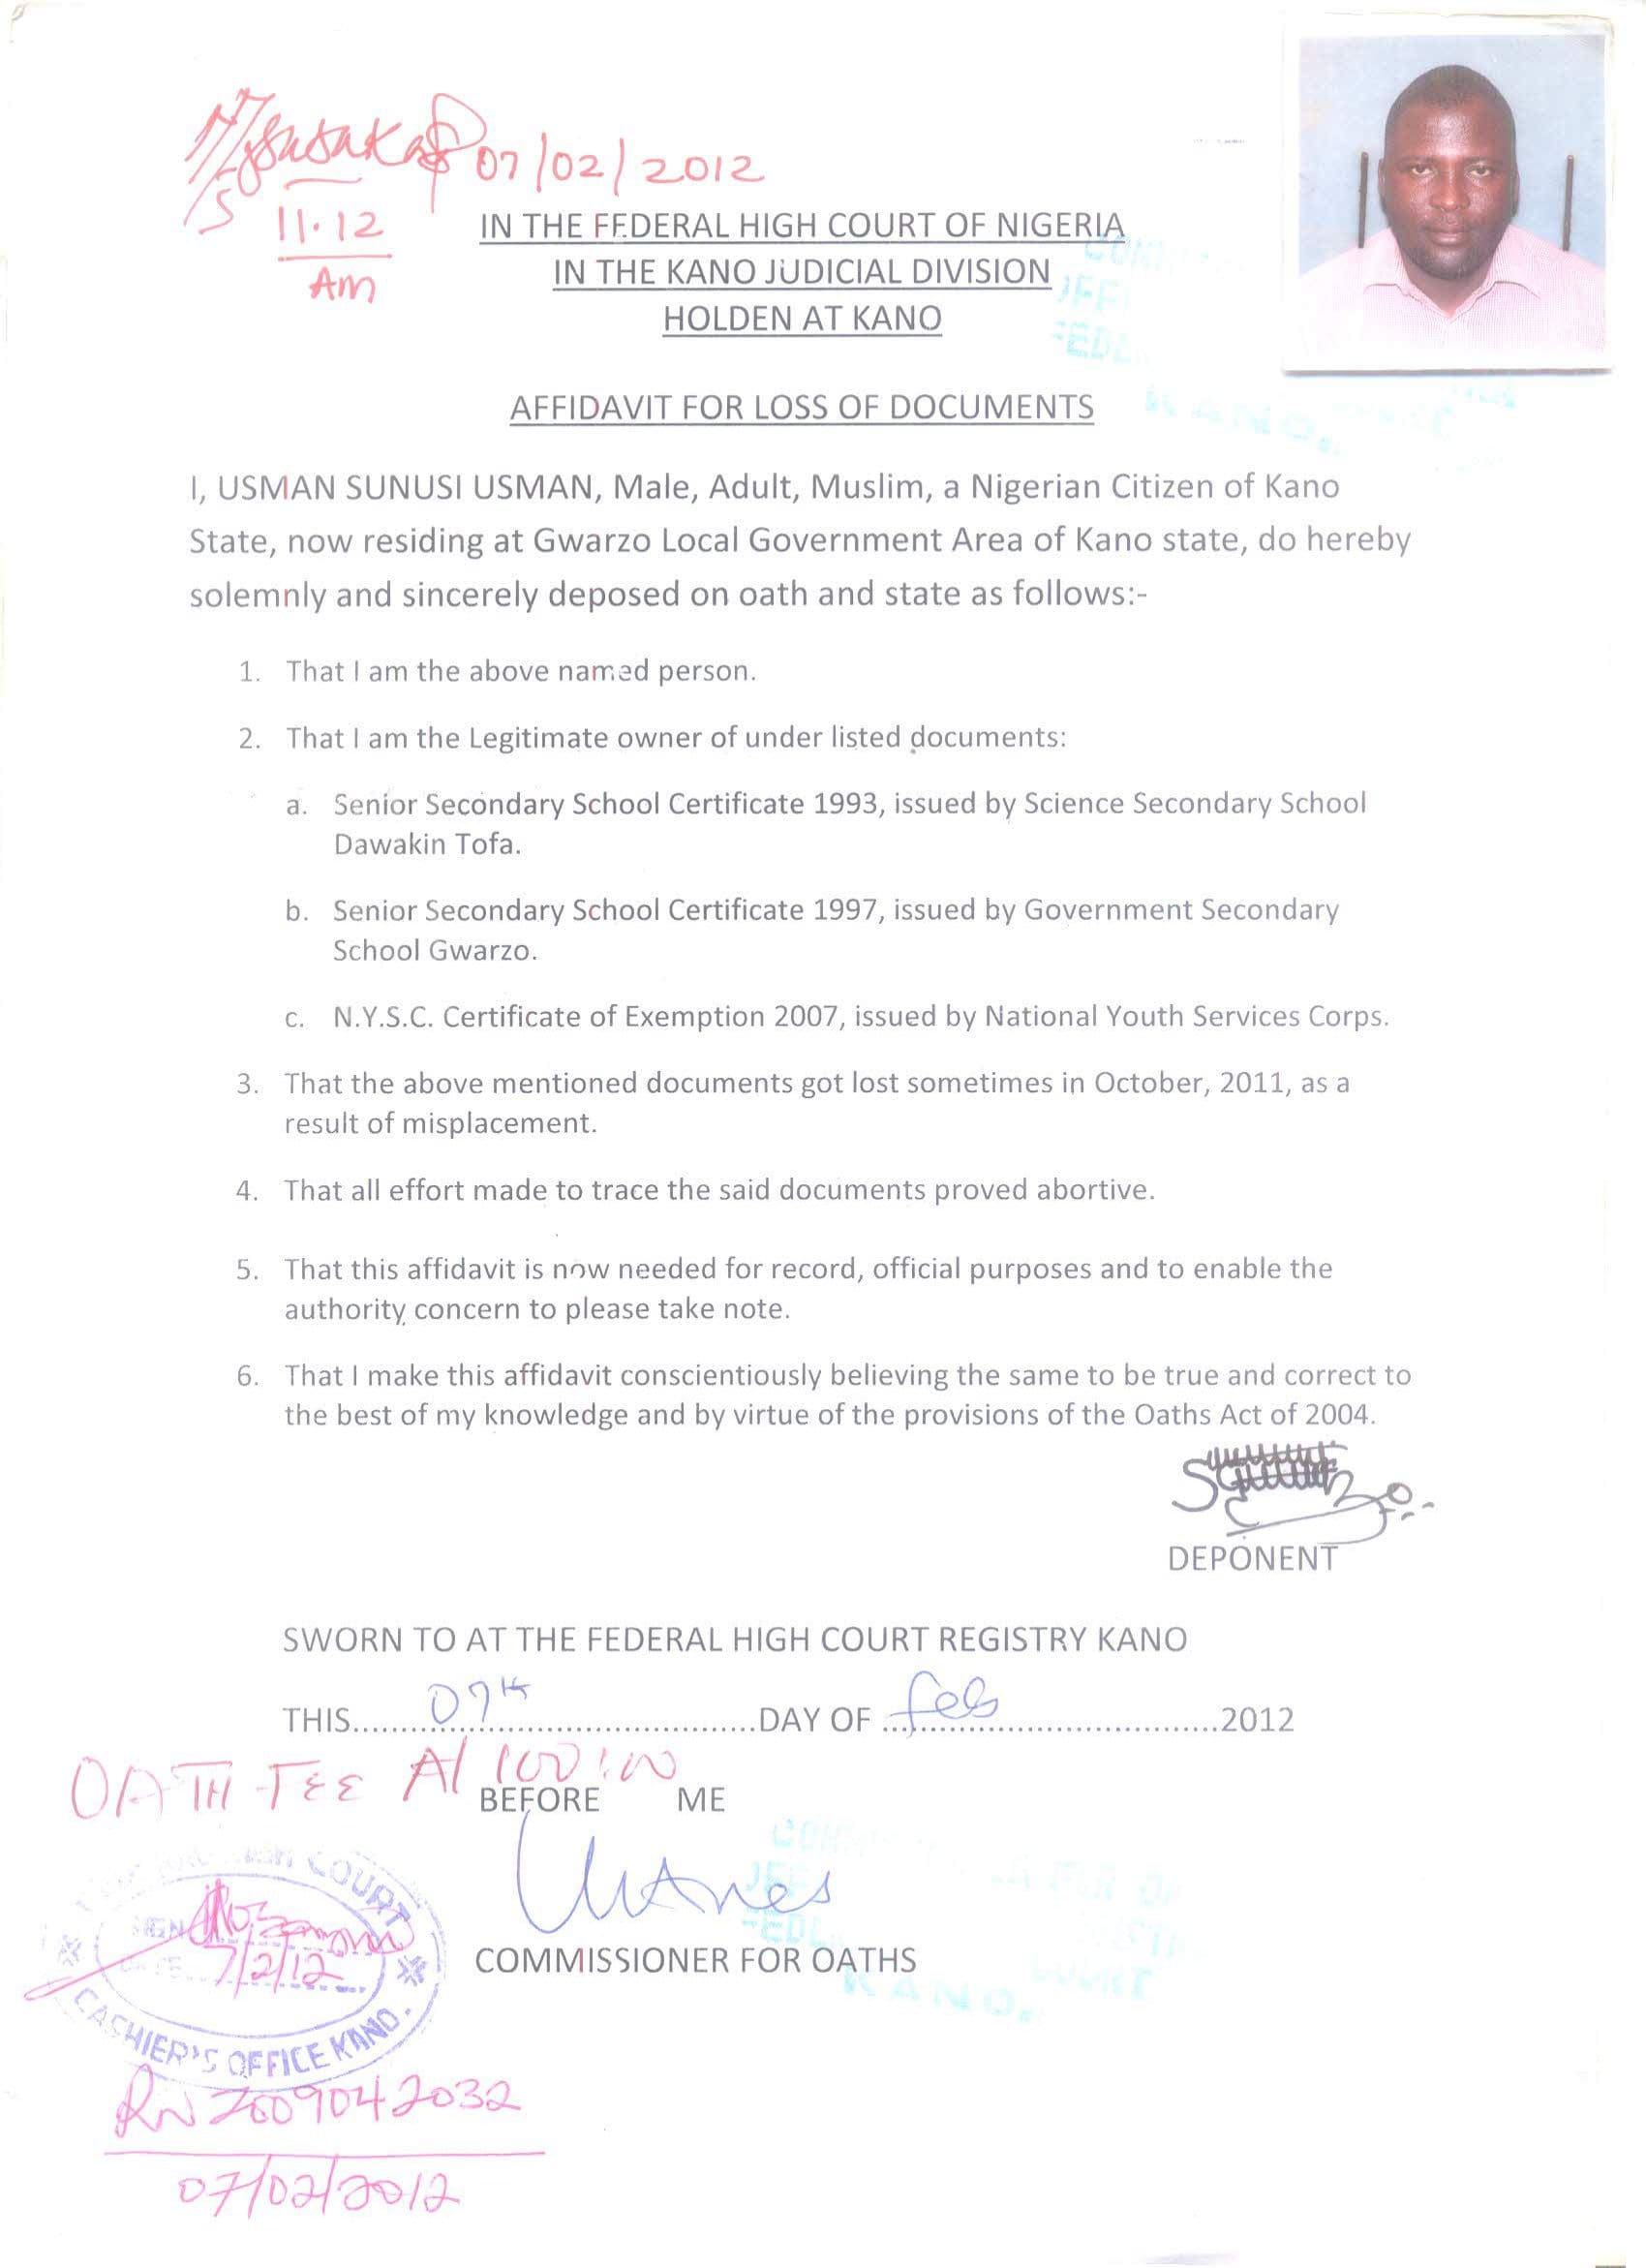 07/02/2012
11.12
Am
IN THE FEDERAL HIGH COURT OF NIGERIA
IN THE KANO JUDICIAL DIVISION
HOLDEN AT KANO
KANO.
AFFIDAVIT FOR LOSS OF DOCUMENTS
I, USMAN SUNUSI USMAN, Male, Adult, Muslim, a Nigerian Citizen of Kano
State, now residing at Gwarzo Local Government Area of Kano state, do hereby
solemnly and sincerely deposed on oath and state as follows:-
1. That I am the above named person.
2. That I am the Legitimate owner of under listed documents:
a. Senior Secondary School Certificate 1993, issued by Science Secondary School
Dawakin Tofa.
b. Senior Secondary School Certificate 1997, issued by Government Secondary
School Gwarzo.
c. N.Y.S.C. Certificate of Exemption 2007, issued by National Youth Services Corps.
3. That the above mentioned documents got lost sometimes in October, 2011, as a
result of misplacement.
4. That all effort made to trace the said documents proved abortive.
5. That this affidavit is now needed for record, official purposes and to enable the
authority concern to please take note.
6. That I make this affidavit conscientiously believing the same to be true and correct to
the best of my knowledge and by virtue of the provisions of the Oaths Act of 2004.
DEPONENT
SWORN TO AT THE FEDERAL HIGH COURT REGISTRY KANO
THIS.....07th.....DAY OF .....feb.....2012
OATH FEE
BEFORE ME
COURT
SIGN
7/2/12
CASHIER'S OFFICE KANO.
COMMISSIONER FOR OATHS
COURT
KANO.
RN 2009042032
07/02/2012